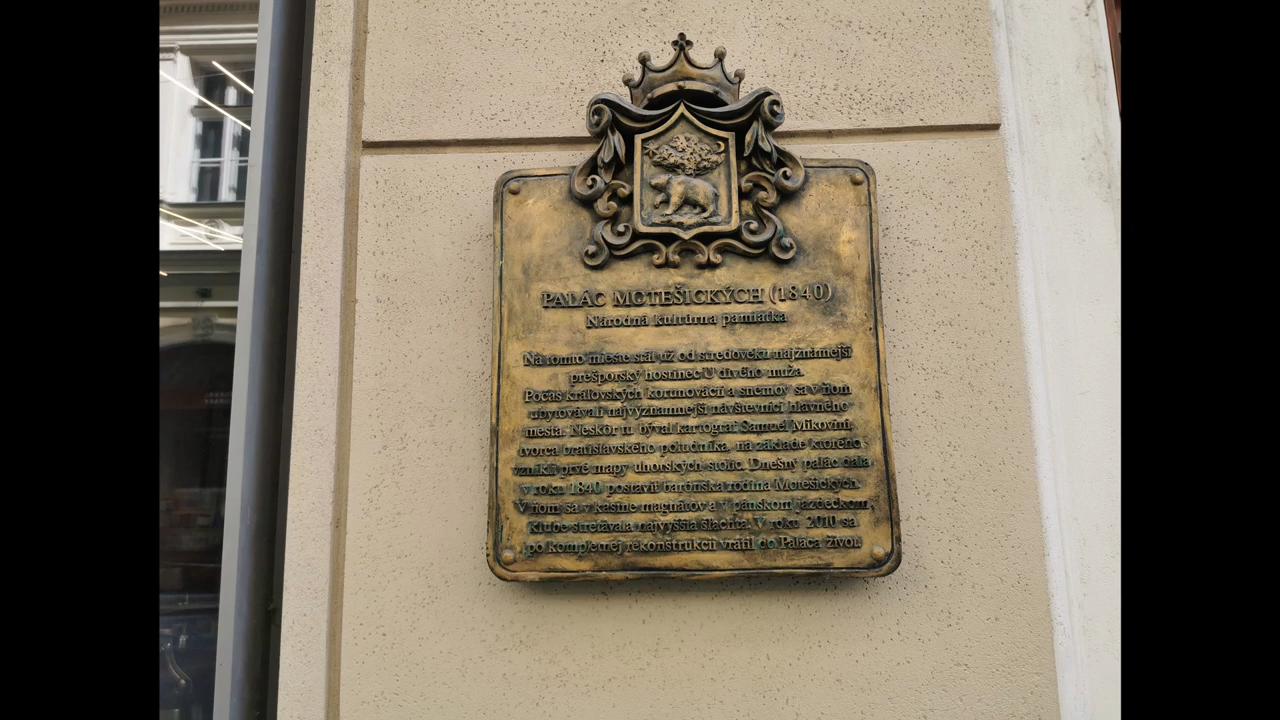 PALÁC MOTEŠICKÝCH (1840)
Národná kultúrna pamiatka
Na tomto mieste stál už od stredoveku najznámejší
prešporský hostinec U divého muža.
Počas kráľovských korunovácií a snemov sa v ňom
ubytovávali najvýznamnejší návštevníci hlavného
mesta. Neskôr tu býval kartograf Samuel Mikovíni,
tvorca bratislavského poludníka, na základe ktorého
vznikli prvé mapy uhorských stolíc. Dnešný palác dala
v roku 1840 postaviť barónska rodina Motešických.
V ňom sa v kasíne magnátov a v pánskom jazdeckom
klube stretávala najvyššia šľachta. V roku 2010 sa
po kompletnej rekonštrukcii vrátil do Paláca život.